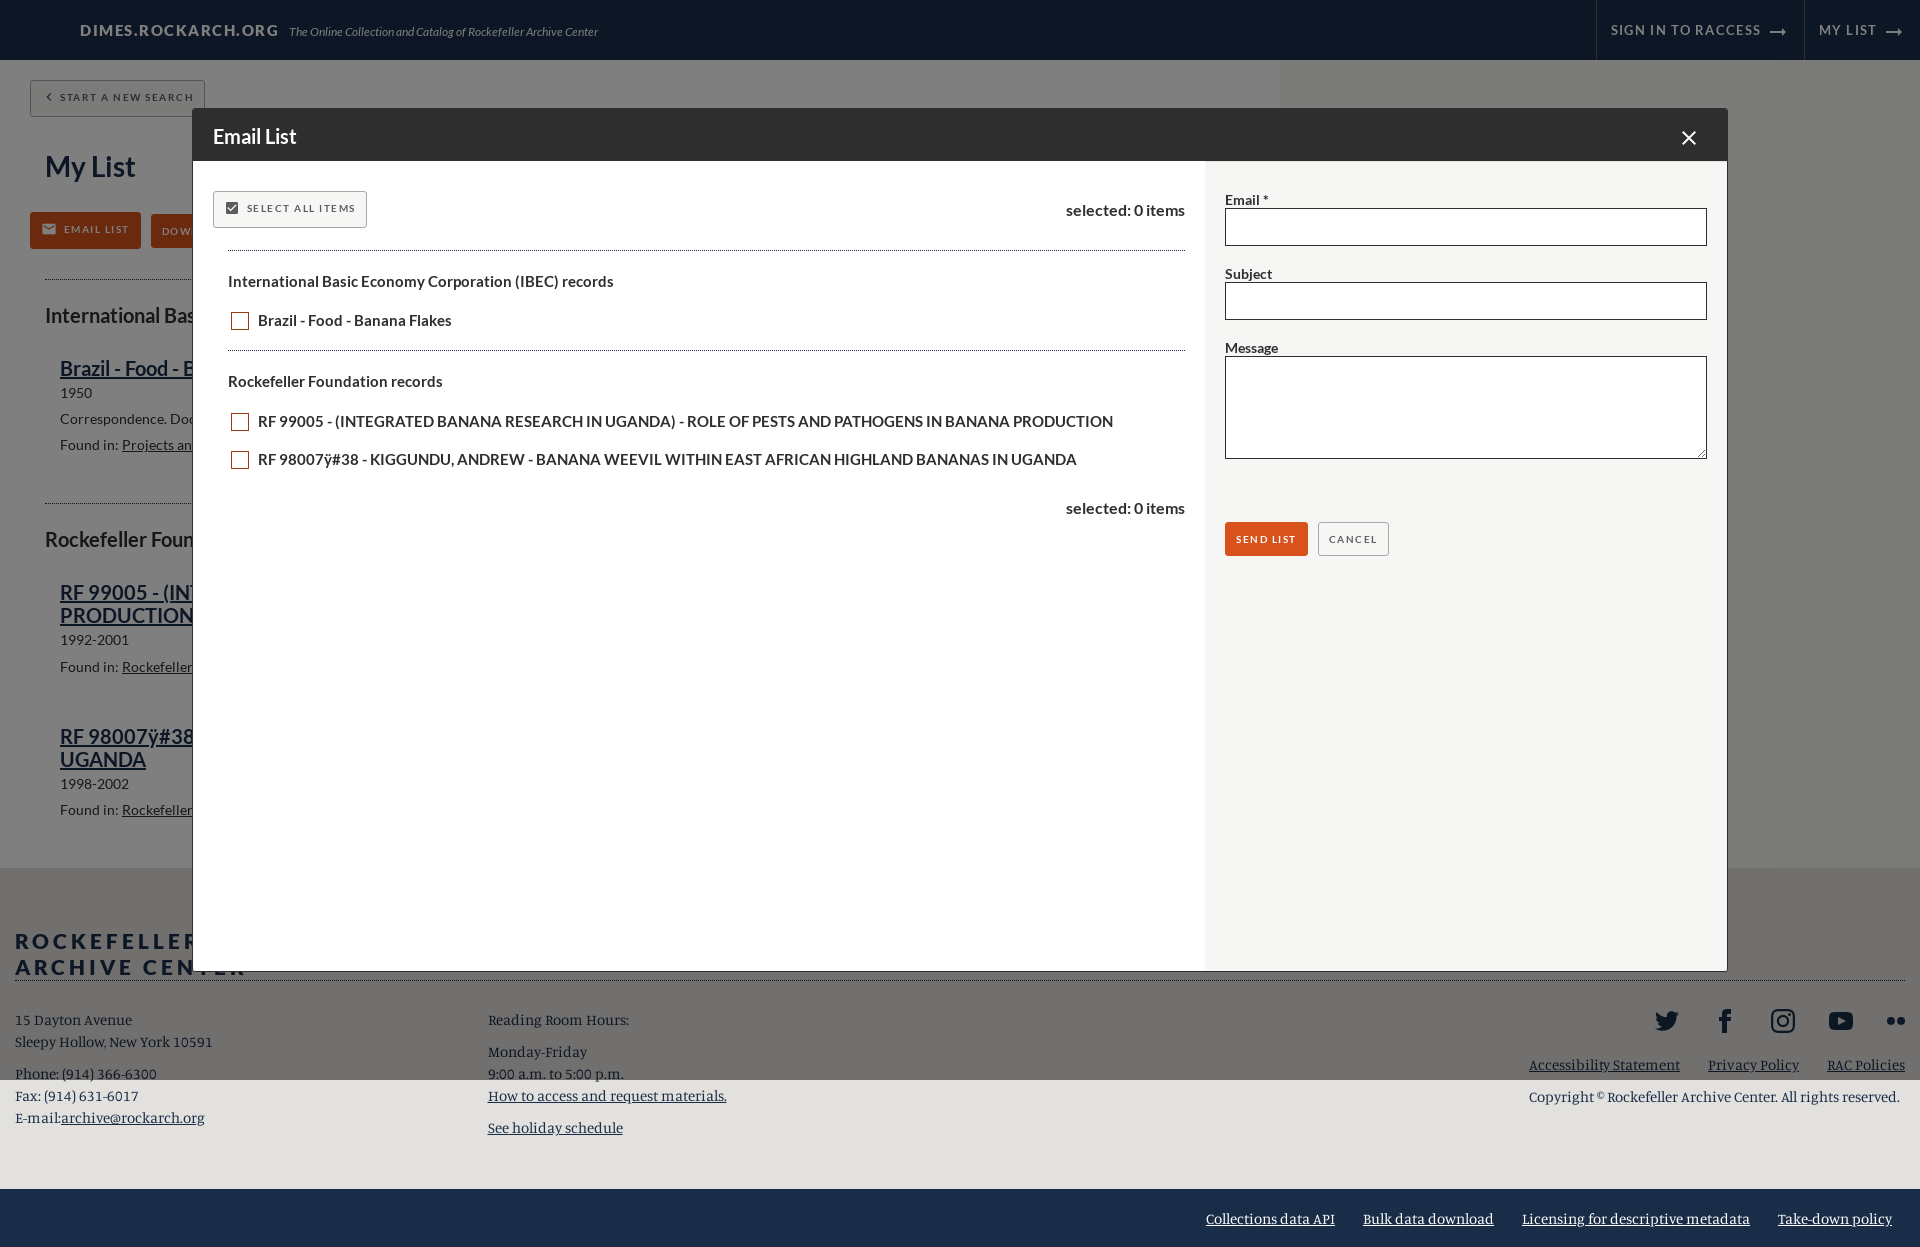 DIMES.ROCKARCH.ORG The Online Collection and Catalog of Rockefeller Archive Center
SIGN IN TO RACCESS
MY LIST
START A NEW SEARCH
My List
EMAIL LIST
International Bas
Brazil - Food - B
1950
Correspondence. Doc
Found in: Projects an
Rockefeller Foun
RF 99005 - (INT
PRODUCTION
1992-2001
Found in: Rockefeller
RF 98007ÿ#38
UGANDA
1998-2002
Found in: Rockefeller
Email List
SELECT ALL ITEMS
selected: 0 items
International Basic Economy Corporation (IBEC) records
Brazil - Food - Banana Flakes
Rockefeller Foundation records
RF 99005 - (INTEGRATED BANANA RESEARCH IN UGANDA) - ROLE OF PESTS AND PATHOGENS IN BANANA PRODUCTION
RF 98007ÿ#38 - KIGGUNDU, ANDREW - BANANA WEEVIL WITHIN EAST AFRICAN HIGHLAND BANANAS IN UGANDA
selected: 0 items
Email *
Subject
Message
SEND LIST
CANCEL
ROCKEFELLER
ARCHIVE CENTER
15 Dayton Avenue
Sleepy Hollow, New York 10591
Phone: (914) 366-6300
Fax: (914) 631-6017
E-mail:archive@rockarch.org
Reading Room Hours:
Monday-Friday
9:00 a.m. to 5:00 p.m.
How to access and request materials.
See holiday schedule
Accessibility Statement
Privacy Policy
RAC Policies
Copyright © Rockefeller Archive Center. All rights reserved.
Collections data API
Bulk data download
Licensing for descriptive metadata
Take-down policy